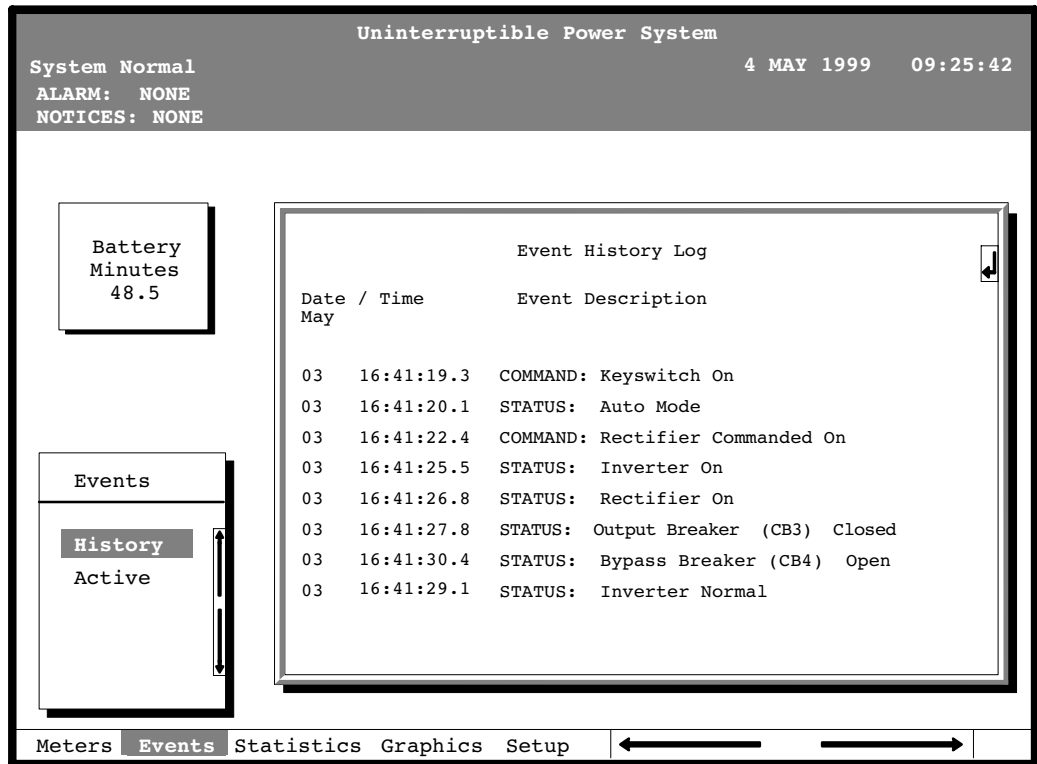 Uninterruptible Power System
System Normal 4 MAY 1999 09:25:42
ALARM: NONE
NOTICES: NONE
Battery
Minutes
48.5
Event History Log
Date / Time Event Description
May
03 16:41:19.3 COMMAND: Keyswitch On
03 16:41:20.1 STATUS: Auto Mode
03 16:41:22.4 COMMAND: Rectifier Commanded On
03 16:41:25.5 STATUS: Inverter On
03 16:41:26.8 STATUS: Rectifier On
03 16:41:27.8 STATUS: Output Breaker (CB3) Closed
03 16:41:30.4 STATUS: Bypass Breaker (CB4) Open
03 16:41:29.1 STATUS: Inverter Normal
Events
History
Active
Meters Events Statistics Graphics Setup